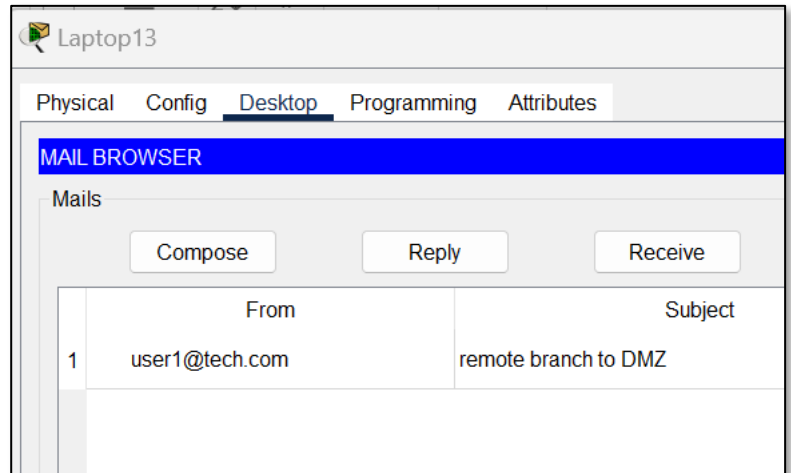 Laptop13
Physical Config Desktop Programming Attributes
MAIL BROWSER
Mails
Compose Reply Receive
From Subject
1 user1@tech.com remote branch to DMZ